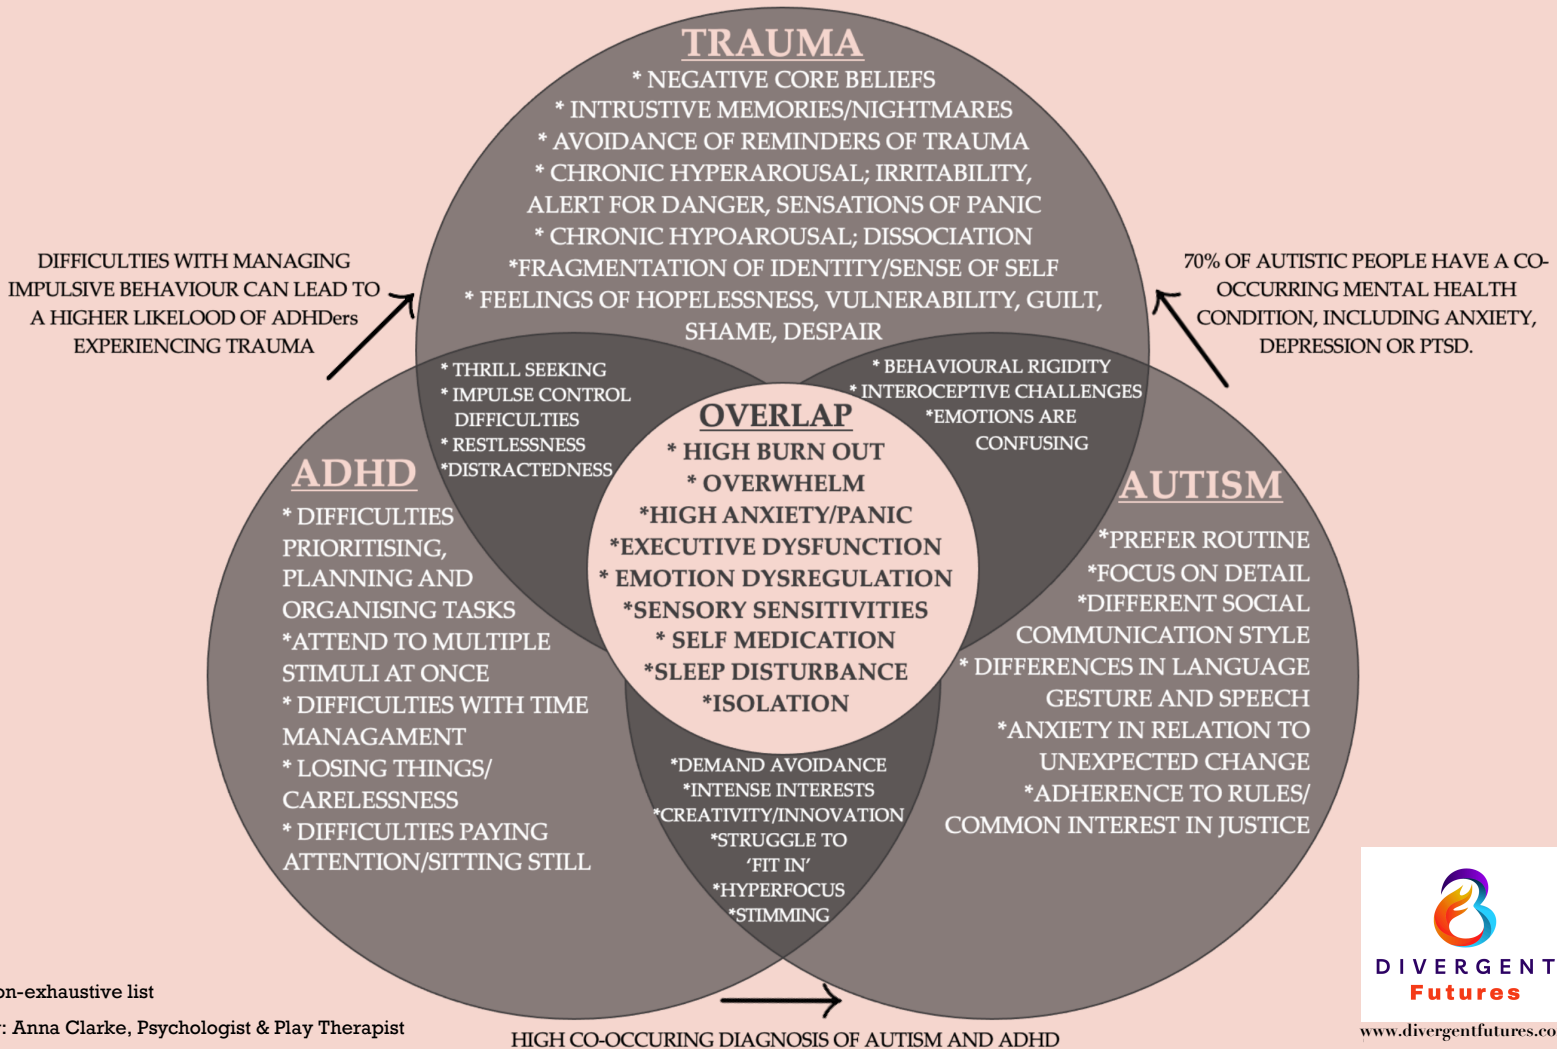 TRAUMA
* NEGATIVE CORE BELIEFS
* INTRUSTIVE MEMORIES/NIGHTMARES
* AVOIDANCE OF REMINDERS OF TRAUMA
* CHRONIC HYPERAROUSAL; IRRITABILITY,
ALERT FOR DANGER, SENSATIONS OF PANIC
* CHRONIC HYPOAROUSAL; DISSOCIATION
*FRAGMENTATION OF IDENTITY/SENSE OF SELF
* FEELINGS OF HOPELESSNESS, VULNERABILITY, GUILT,
SHAME, DESPAIR
DIFFICULTIES WITH MANAGING
IMPULSIVE BEHAVIOUR CAN LEAD TO
A HIGHER LIKELOOD OF ADHDers
EXPERIENCING TRAUMA
70% OF AUTISTIC PEOPLE HAVE A CO-
OCCURRING MENTAL HEALTH
CONDITION, INCLUDING ANXIETY,
DEPRESSION OR PTSD.
* THRILL SEEKING
* IMPULSE CONTROL
DIFFICULTIES
* RESTLESSNESS
*DISTRACTEDNESS
* BEHAVIOURAL RIGIDITY
* INTEROCEPTIVE CHALLENGES
*EMOTIONS ARE
CONFUSING
OVERLAP
* HIGH BURN OUT
* OVERWHELM
*HIGH ANXIETY/PANIC
*EXECUTIVE DYSFUNCTION
* EMOTION DYSREGULATION
*SENSORY SENSITIVITIES
* SELF MEDICATION
*SLEEP DISTURBANCE
*ISOLATION
ADHD
* DIFFICULTIES
PRIORITISING,
PLANNING AND
ORGANISING TASKS
*ATTEND TO MULTIPLE
STIMULI AT ONCE
* DIFFICULTIES WITH TIME
MANAGAMENT
* LOSING THINGS/
CARELESSNESS
* DIFFICULTIES PAYING
ATTENTION/SITTING STILL
AUTISM
*PREFER ROUTINE
*FOCUS ON DETAIL
*DIFFERENT SOCIAL
COMMUNICATION STYLE
* DIFFERENCES IN LANGUAGE
GESTURE AND SPEECH
*ANXIETY IN RELATION TO
UNEXPECTED CHANGE
*ADHERENCE TO RULES/
COMMON INTEREST IN JUSTICE
*DEMAND AVOIDANCE
*INTENSE INTERESTS
*CREATIVITY/INNOVATION
*STRUGGLE TO
‘FIT IN’
*HYPERFOCUS
*STIMMING
HIGH CO-OCCURING DIAGNOSIS OF AUTISM AND ADHD
on-exhaustive list
: Anna Clarke, Psychologist & Play Therapist
DIVERGENT
Futures
www.divergentfutures.co